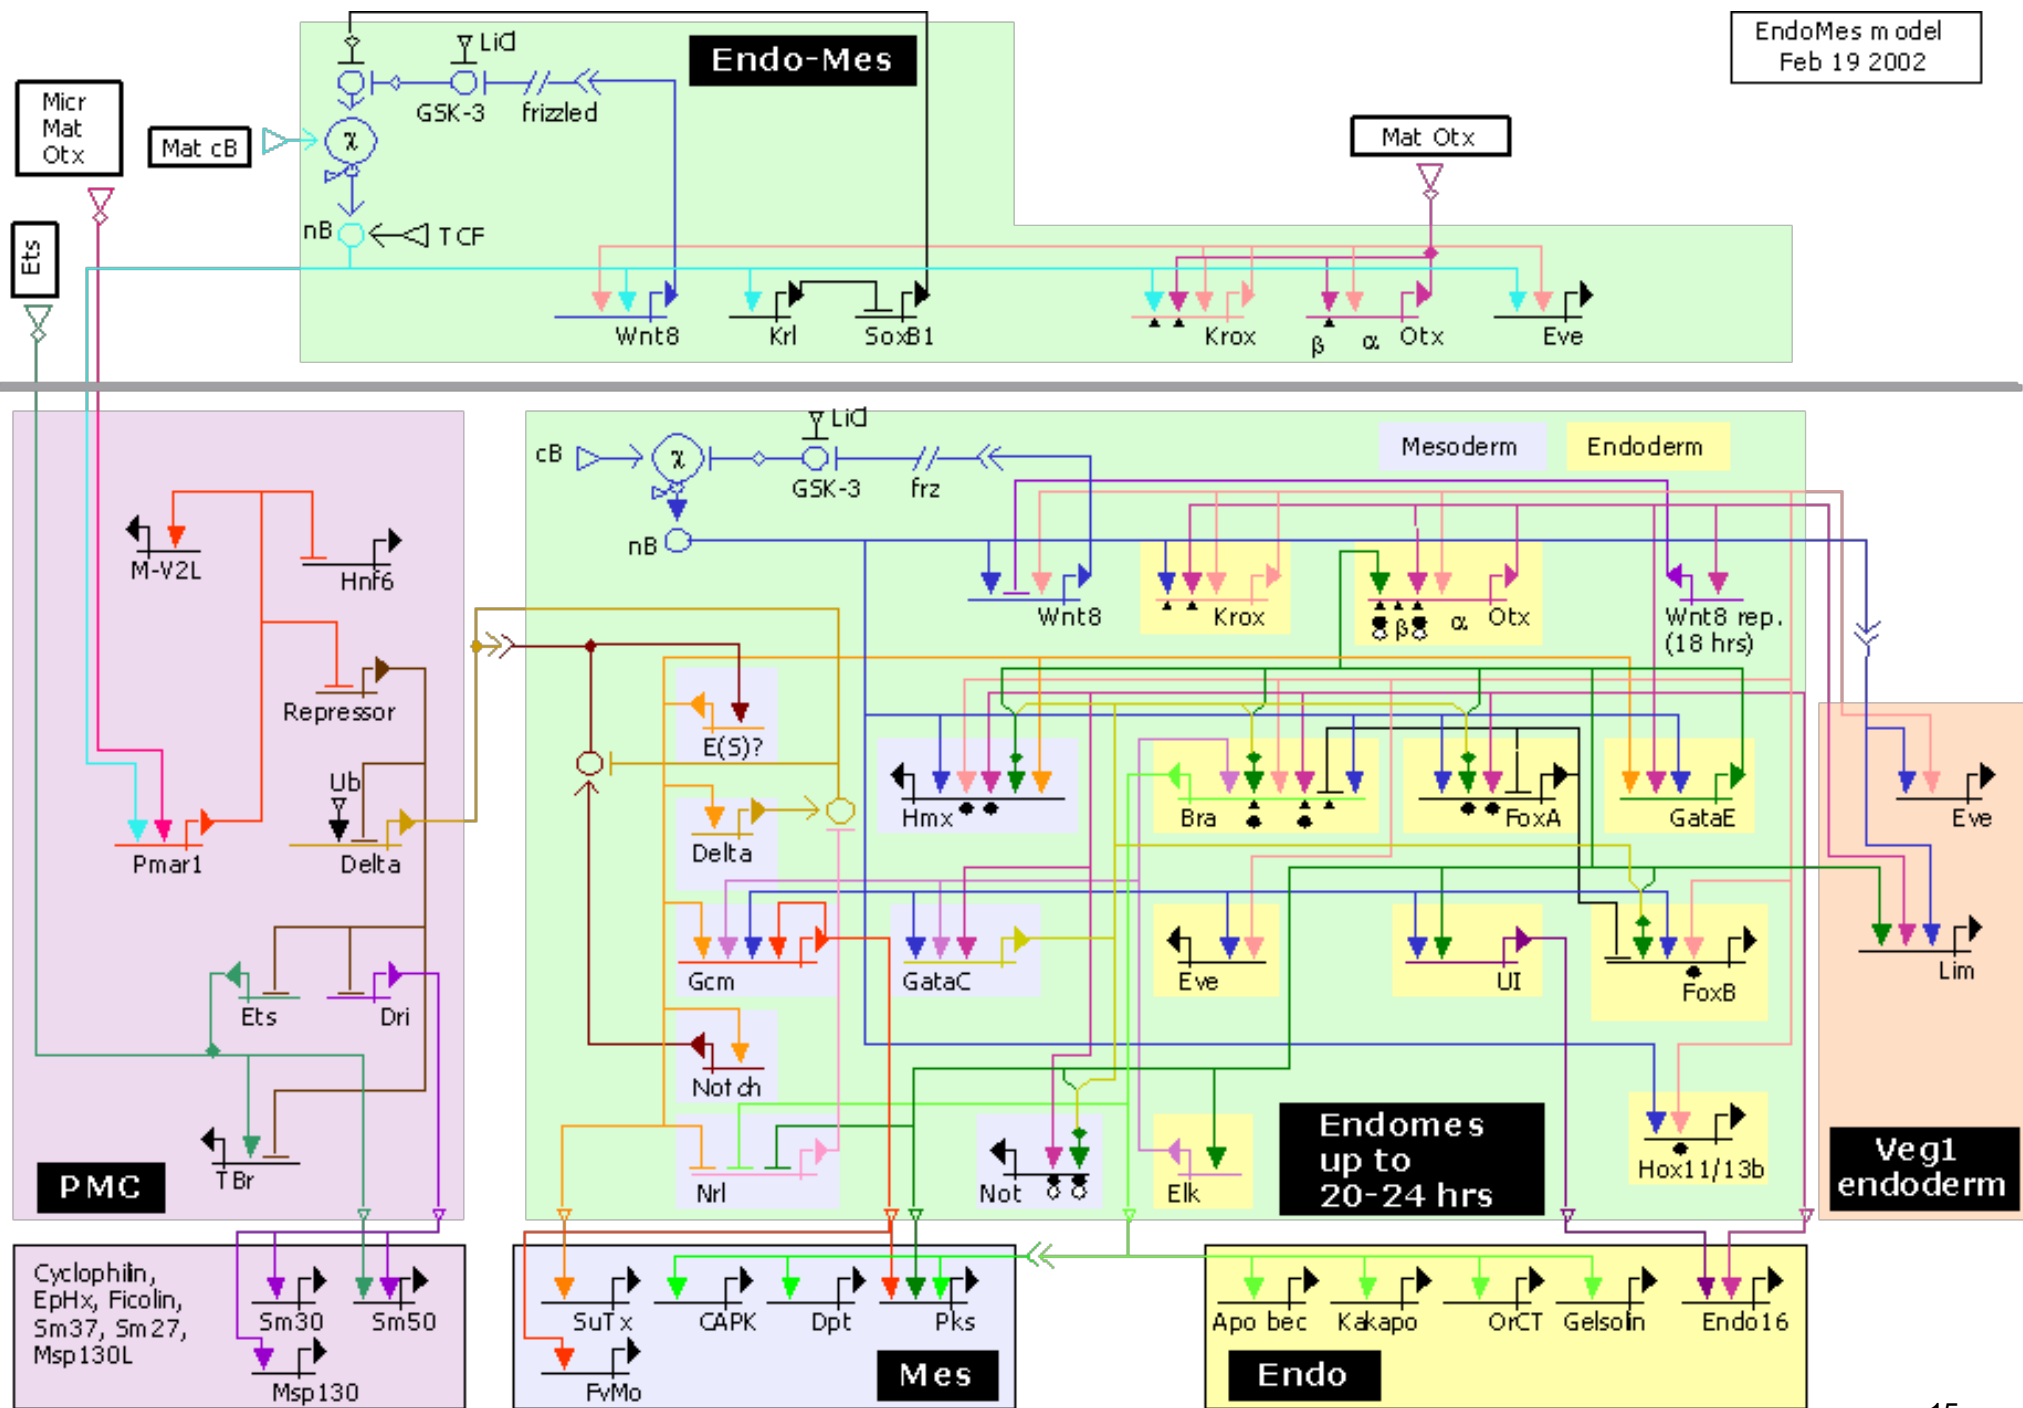 EndoMes model
Feb 19 2002
Endo-Mes
LiCl
GSK-3
frizzled
Micr
Mat
Otx
Mat cB
χ
Mat Otx
Ets
nB
TCF
Wnt8
Krl
SoxB1
Krox
β
α
Otx
Eve
LiCl
cB
χ
GSK-3
frz
nB
Mesoderm
Endoderm
M-V2L
Hnf6
Wnt8
Krox
β
α
Otx
Wnt8 rep.
(18 hrs)
Repressor
E(S)?
Ub
Hmx
Bra
FoxA
GataE
Eve
Pmar1
Delta
Delta
Gcm
GataC
Eve
UI
FoxB
Lim
Ets
Dri
Notch
Endomes
up to
20-24 hrs
Hox11/13b
Veg1
endoderm
PMC
TBr
Nrl
Not
Elk
Cyclophilin,
EpHx, Ficolin,
Sm37, Sm27,
Msp130L
Sm30
Sm50
Msp130
SuTx
CAPK
Dpt
Pks
FvMo
Mes
Apo bec
Kakapo
OrCT
Gelsolin
Endo16
Endo